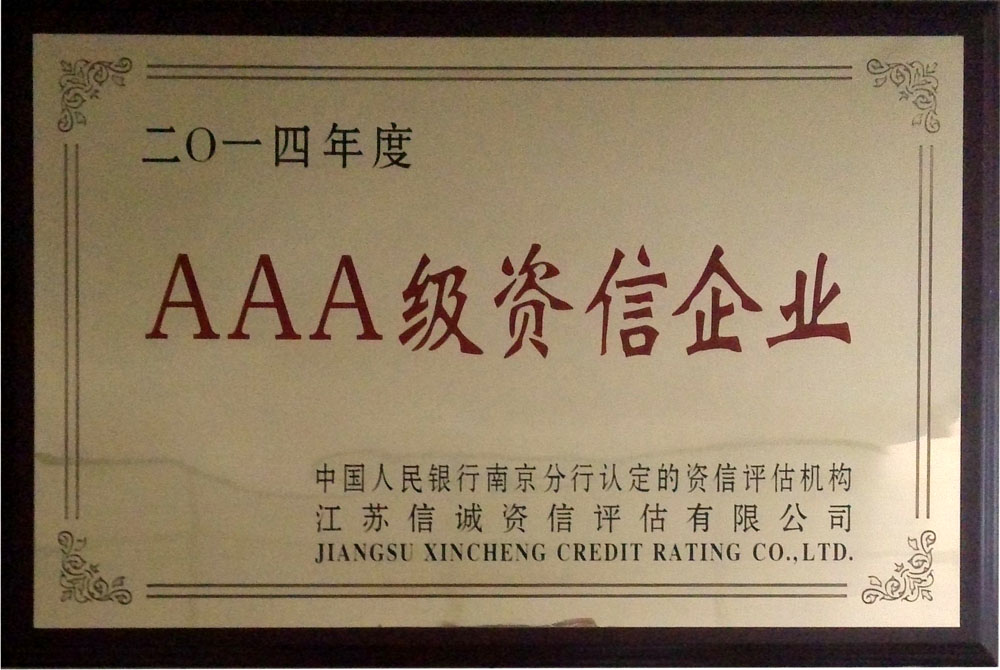 二〇一四年度
AAA级资信企业
中国人民银行南京分行认定的资信评估机构
江苏信诚资信评估有限公司
JIANGSU XINCHENG CREDIT RATING CO.,LTD.